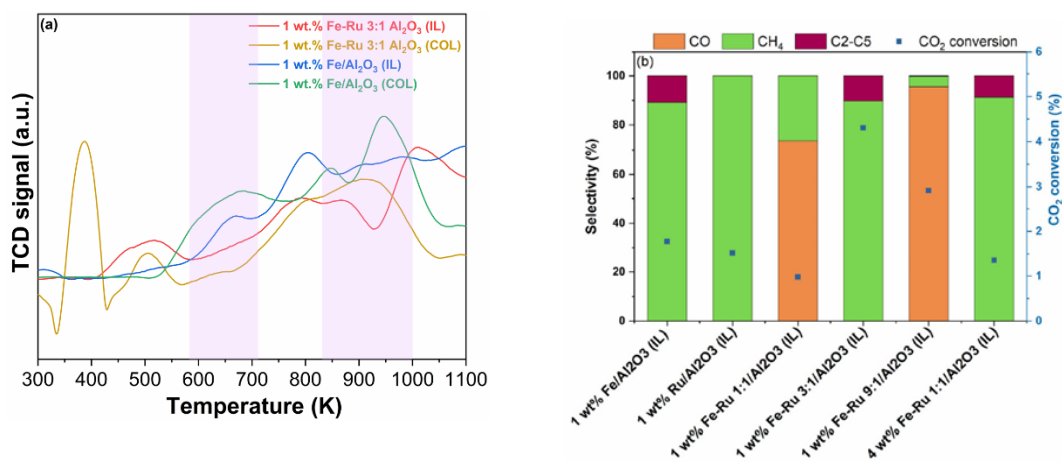 (a)
1 wt.% Fe-Ru 3:1 Al₂O₃ (IL)
1 wt.% Fe-Ru 3:1 Al₂O₃ (COL)
1 wt.% Fe/Al₂O₃ (IL)
1 wt.% Fe/Al₂O₃ (COL)
TCD signal (a.u.)
300 400 500 600 700 800 900 1000 1100
Temperature (K)
CO CH₄ C2-C5 CO₂ conversion
(b)
100
80
60
40
20
0
Selectivity (%)
6
5
4
3
2
1
0
CO₂ conversion (%)
1 wt% Fe/Al2O3 (IL)
1 wt% Ru/Al2O3 (IL)
1 wt% Fe-Ru 1:1/Al2O3 (IL)
1 wt% Fe-Ru 3:1/Al2O3 (IL)
1 wt% Fe-Ru 9:1/Al2O3 (IL)
4 wt% Fe-Ru 1:1/Al2O3 (IL)